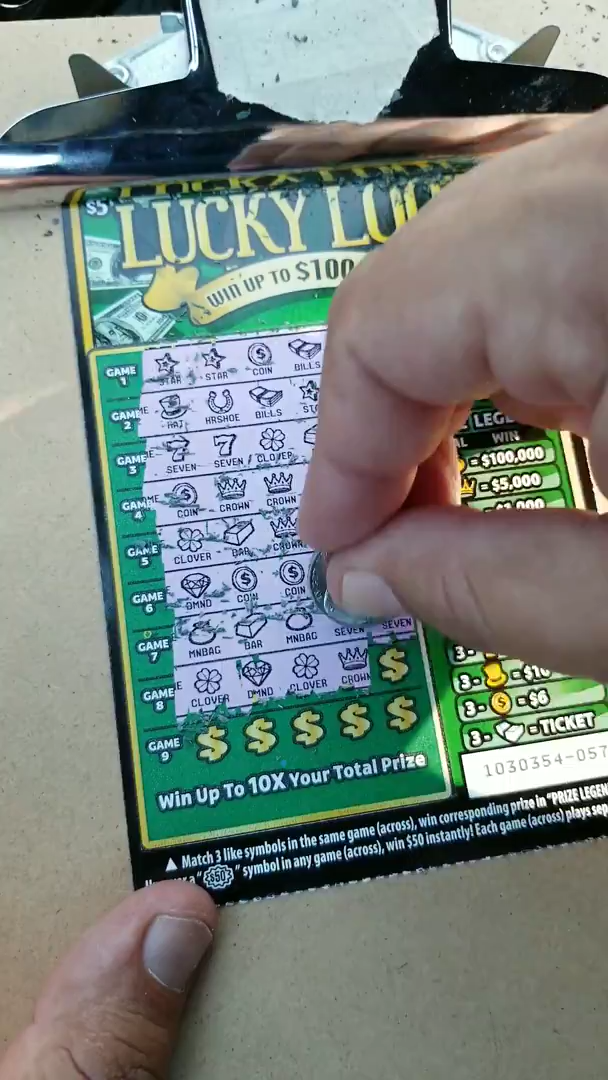 $5
LUCKY LOU
WIN UP TO $100
GAME 1 STAR STAR COIN BILLS
GAME 2 HAT HRSHOE BILLS
GAME 3 SEVEN SEVEN CLOVER
GAME 4 COIN CROWN CROWN
GAME 5 CLOVER BAR CROWN
GAME 6 DMND COIN COIN
GAME 7 MNBAG BAR MNBAG SEVEN SEVEN
GAME 8 CLOVER DMND CLOVER CROWN
GAME 9
Win Up To 10X Your Total Prize
LEGE
WIN
= $100,000
= $5,000
3-
3- = $6
3- = TICKET
1030354-057
▲ Match 3 like symbols in the same game (across), win corresponding prize in "PRIZE LEGEN
a "$50" symbol in any game (across), win $50 instantly! Each game (across) plays sep